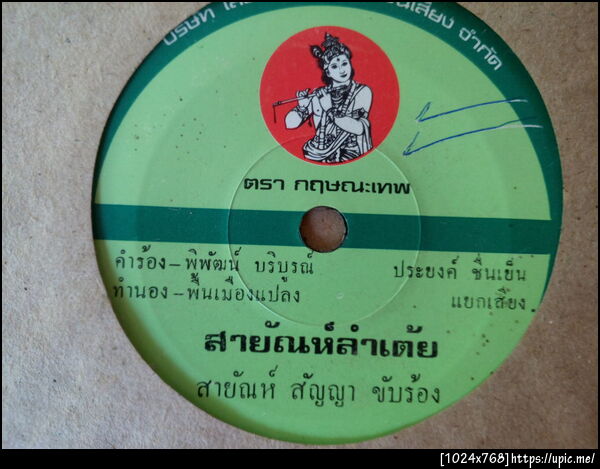 บริษัท
นเสียง จำกัด
ตรา กฤษณะเทพ
คำร้อง-พิพัฒน์ บริบูรณ์
ทำนอง-พื้นเมืองแปลง
ประยงค์ ชื่นเย็น
แยกเสียง
สายัณห์ลำเต้ย
สายัณห์ สัญญา ขับร้อง
[1024x768]https://upic.me/